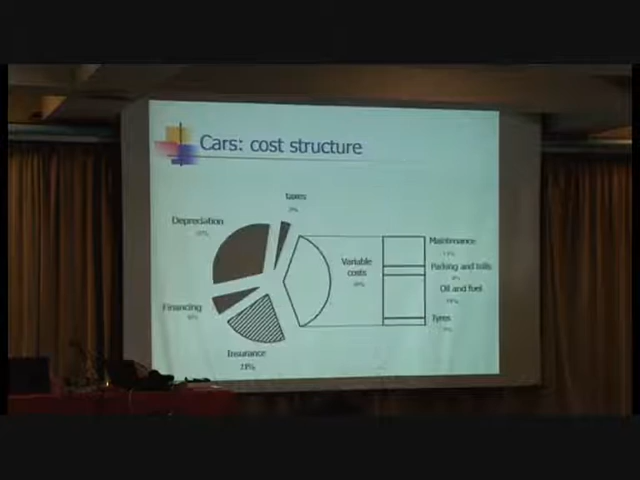 Cars: cost structure
taxes
Depreciation
Maintenance
Variable
costs
Parking and tolls
Oil and fuel
Financing
Tyres
Insurance